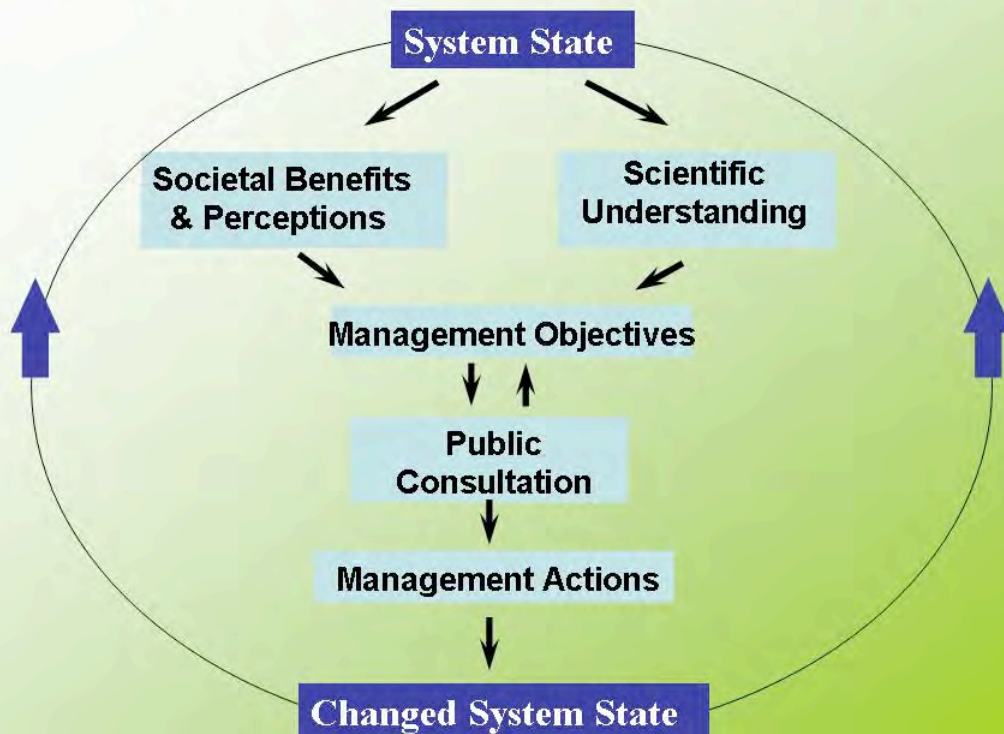 System State
Societal Benefits
& Perceptions
Scientific
Understanding
Management Objectives
Public
Consultation
Management Actions
Changed System State